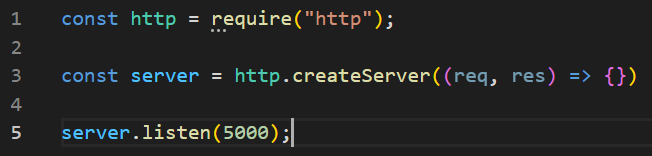 1 const http = require("http");
2
3 const server = http.createServer((req, res) => {})
4
5 server.listen(5000);